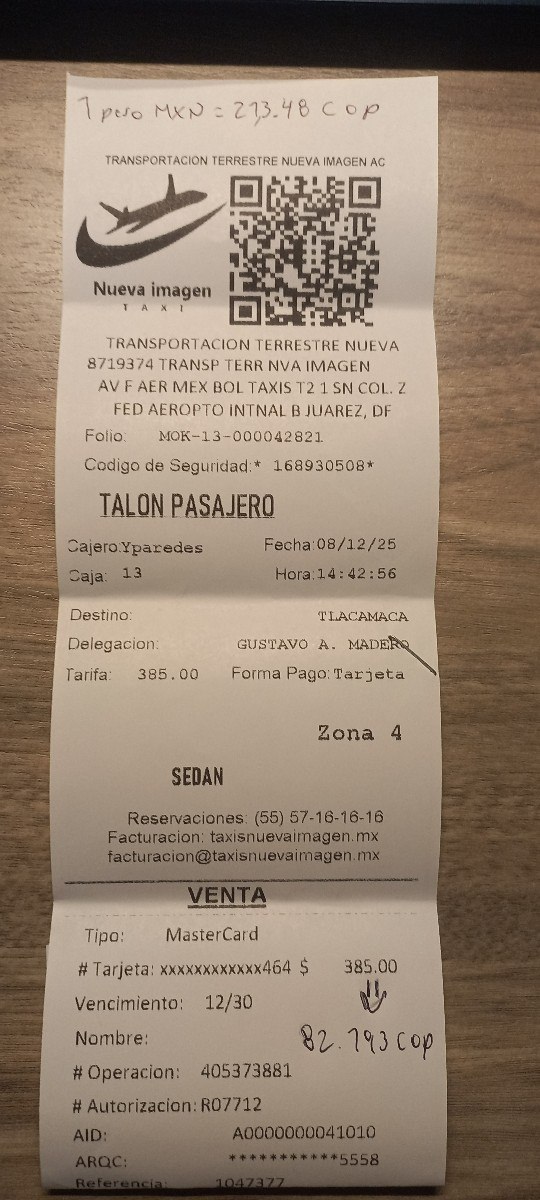 1 peso MXN = 213.48 COP
TRANSPORTACION TERRESTRE NUEVA IMAGEN AC
Nueva imagen
TAXI
TRANSPORTACION TERRESTRE NUEVA
8719374 TRANSP TERR NVA IMAGEN
AV F AER MEX BOL TAXIS T2 1 SN COL. Z
FED AEROPTO INTNAL B JUAREZ, DF
Folio: MOK-13-000042821
Codigo de Seguridad:* 168930508*
TALON PASAJERO
Cajero:Yparedes Fecha:08/12/25
Caja: 13 Hora:14:42:56
Destino: TLACAMACA
Delegacion: GUSTAVO A. MADERO
Tarifa: 385.00 Forma Pago:Tarjeta
Zona 4
SEDAN
Reservaciones: (55) 57-16-16-16
Facturacion: taxisnuevaimagen.mx
facturacion@taxisnuevaimagen.mx
VENTA
Tipo: MasterCard
# Tarjeta: xxxxxxxxxxxx464 $ 385.00
Vencimiento: 12/30
Nombre: 82.193 COP
# Operacion: 405373881
# Autorizacion: R07712
AID: A0000000041010
ARQC: ***********5558
Referencia: 1047377